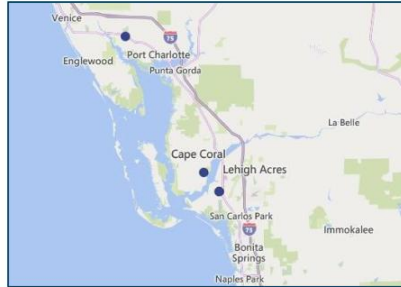 Venice
75
Englewood
Port Charlotte
Punta Gorda
La Belle
Cape Coral
Lehigh Acres
San Carlos Park
75
Immokalee
Bonita
Springs
Naples Park